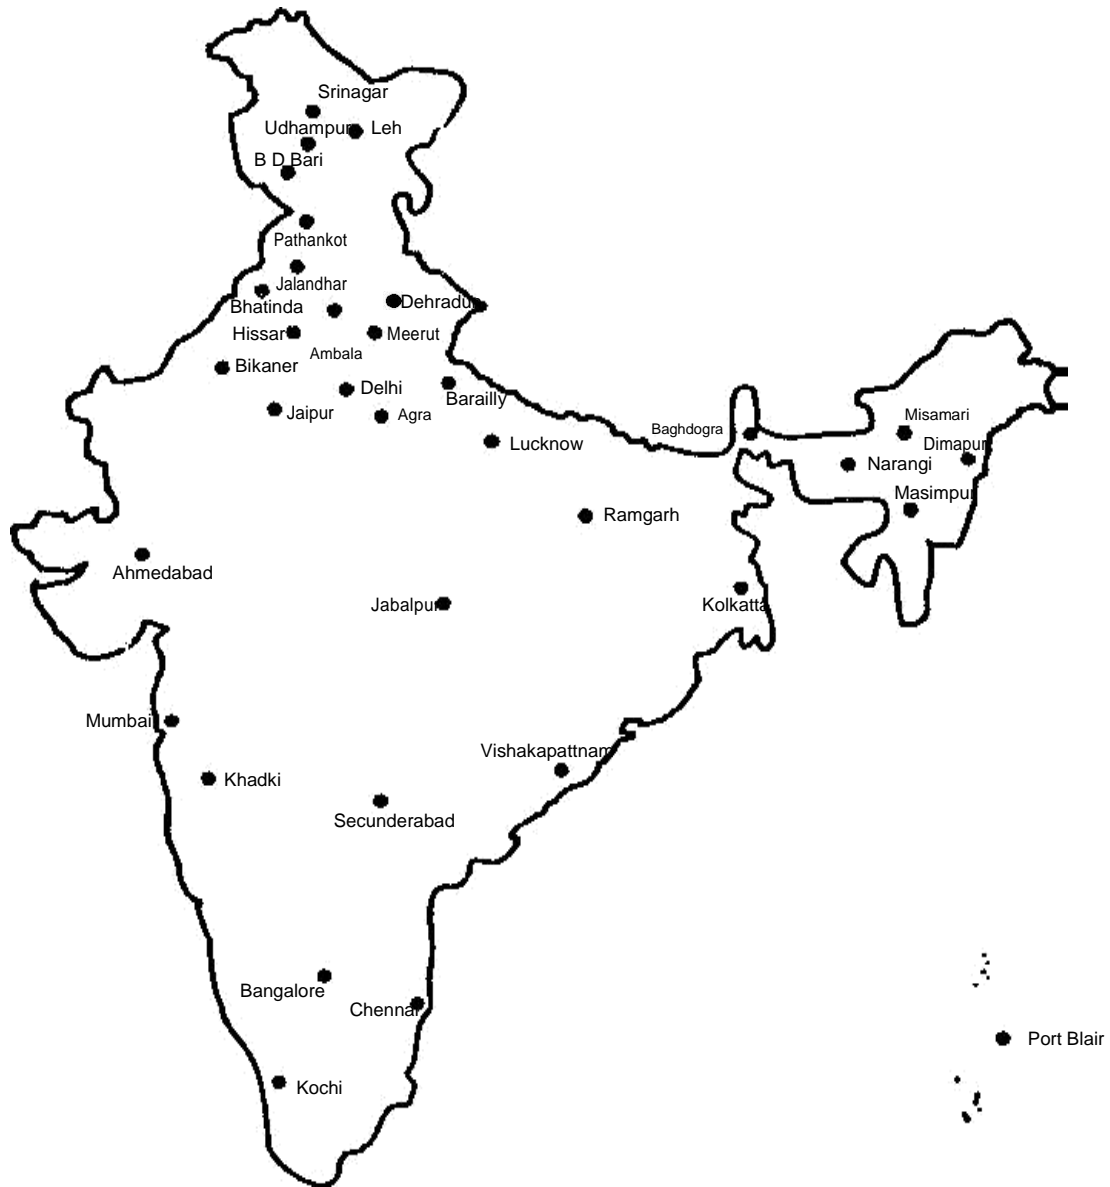 Srinagar
Udhampur
Leh
B D Bari
Pathankot
Jalandhar
Bhatinda
Dehradun
Hissar
Meerut
Ambala
Bikaner
Delhi
Barailly
Jaipur
Agra
Misamari
Baghdogra
Lucknow
Dimapur
Narangi
Masimpur
Ramgarh
Ahmedabad
Jabalpur
Kolkatta
Mumbai
Vishakapattnam
Khadki
Secunderabad
Bangalore
Chennai
Port Blair
Kochi